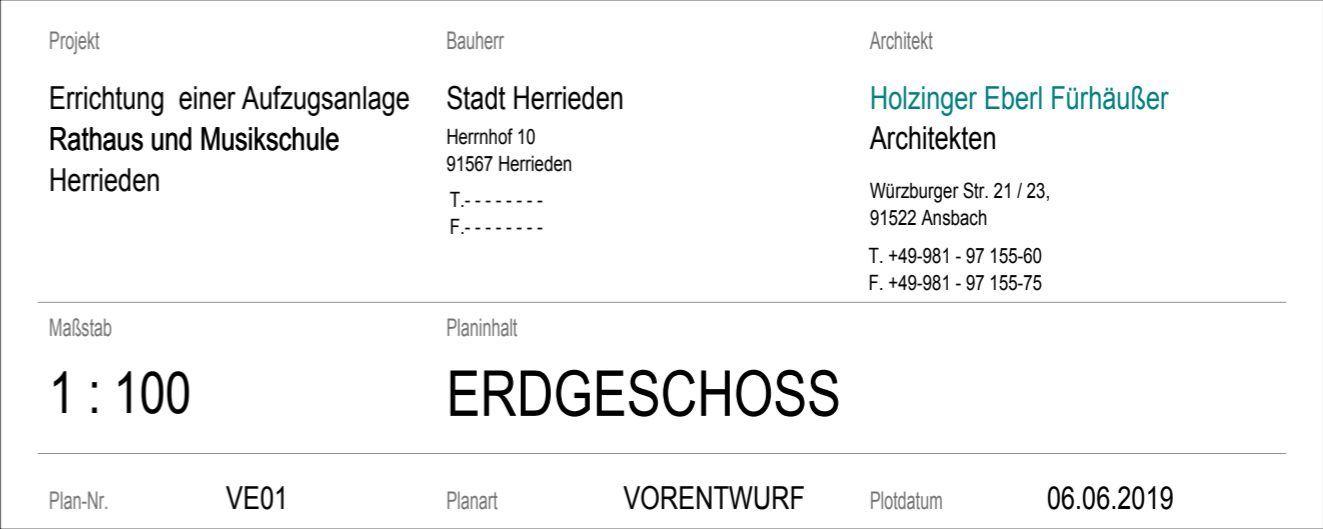 Projekt
Errichtung einer Aufzugsanlage
Rathaus und Musikschule
Herrieden
Bauherr
Stadt Herrieden
Herrnhof 10
91567 Herrieden
T.- - - - - - - -
F.- - - - - - - -
Architekt
Holzinger Eberl Fürhäußer
Architekten
Würzburger Str. 21 / 23,
91522 Ansbach
T. +49-981 - 97 155-60
F. +49-981 - 97 155-75
Maßstab
1 : 100
Planinhalt
ERDGESCHOSS
Plan-Nr. VE01
Planart VORENTWURF
Plotdatum 06.06.2019